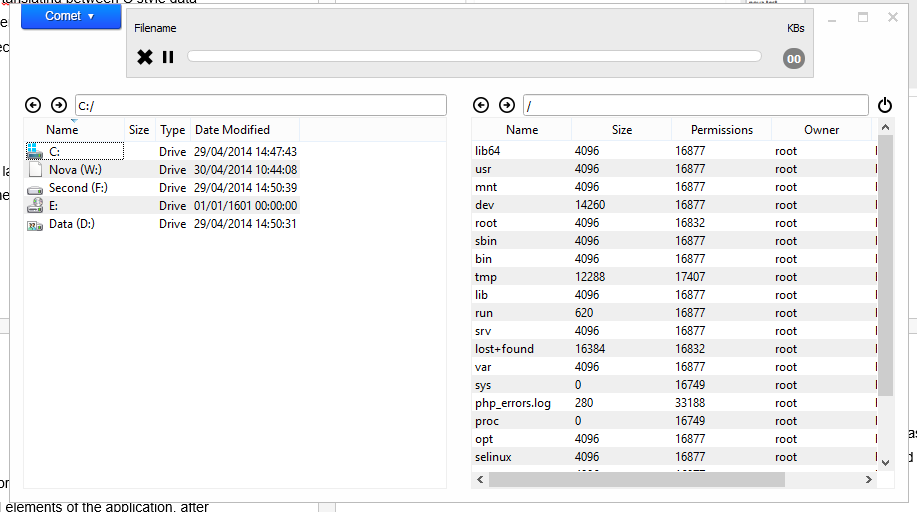 translating between C style data
Comet ▼
Filename
KBs
00
C:/
/
Name Size Type Date Modified
C: Drive 29/04/2014 14:47:43
Nova (W:) Drive 30/04/2014 10:44:08
Second (F:) Drive 29/04/2014 14:50:39
E: Drive 01/01/1601 00:00:00
Data (D:) Drive 29/04/2014 14:50:31
Name Size Permissions Owner
lib64 4096 16877 root
usr 4096 16877 root
mnt 4096 16877 root
dev 14260 16877 root
root 4096 16832 root
sbin 4096 16877 root
bin 4096 16877 root
tmp 12288 17407 root
lib 4096 16877 root
run 620 16877 root
srv 4096 16877 root
lost+found 16384 16832 root
var 4096 16877 root
sys 0 16749 root
php_errors.log 280 33188 root
proc 0 16749 root
opt 4096 16877 root
selinux 4096 16877 root
elements of the application, after